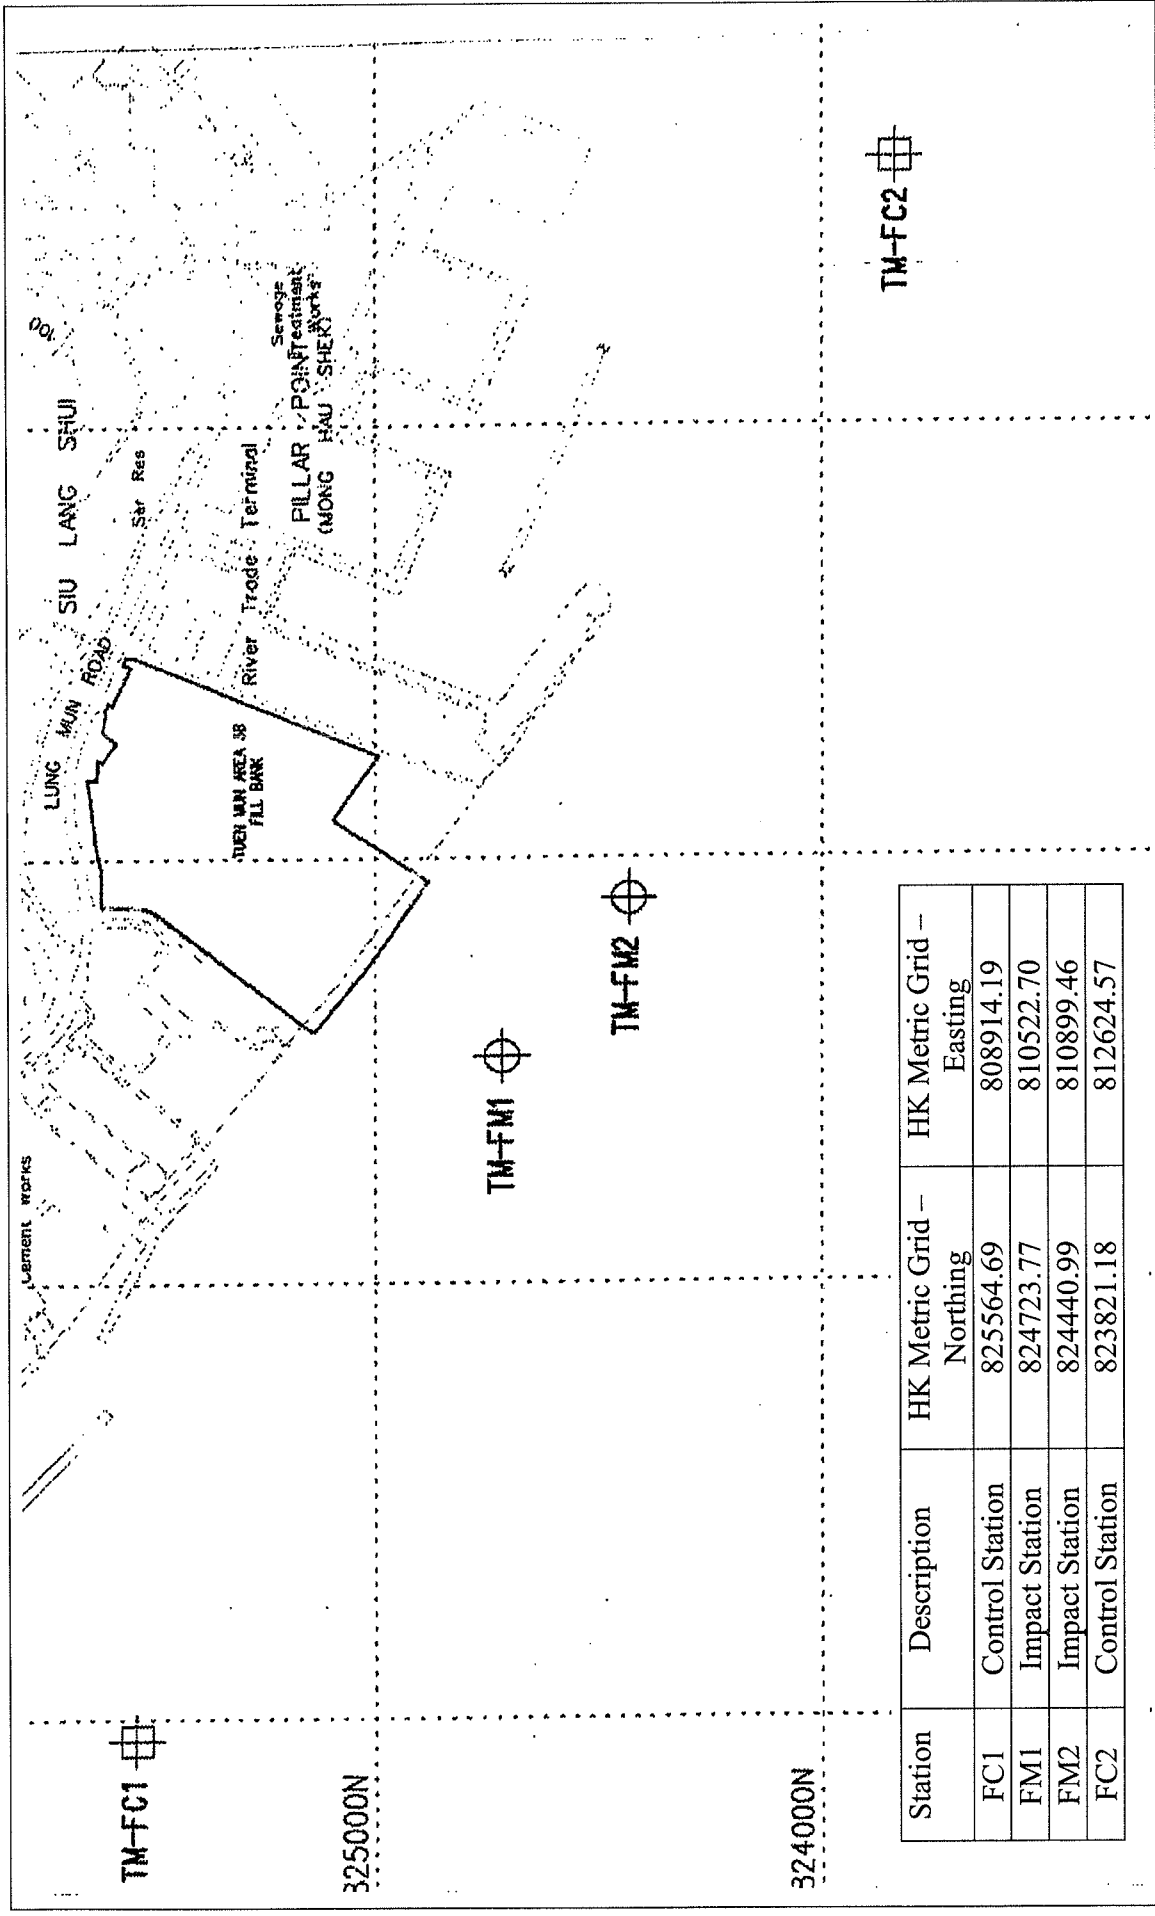 Cement Works
LUNG MUN ROAD
SIU LANG SHUI
100
Ser Res
TUEN MUN AREA 38
FILL BANK
River Trade Terminal
Sewage
Treatment
Works
PILLAR POINT
(MONG HAU SHEK)
TM-FC1
325000N
TM-FM1
TM-FM2
324000N
TM-FC2
Station Description HK Metric Grid – Northing HK Metric Grid – Easting
FC1 Control Station 825564.69 808914.19
FM1 Impact Station 824723.77 810522.70
FM2 Impact Station 824440.99 810899.46
FC2 Control Station 823821.18 812624.57